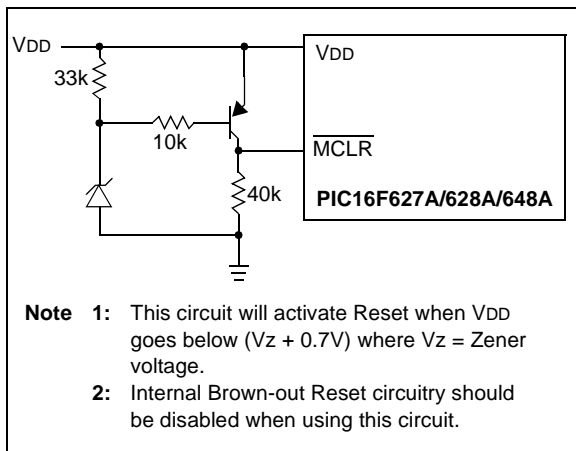 VDD
VDD
33k
10k
MCLR
40k
PIC16F627A/628A/648A
Note 1: This circuit will activate Reset when VDD
goes below (Vz + 0.7V) where Vz = Zener
voltage.
2: Internal Brown-out Reset circuitry should
be disabled when using this circuit.